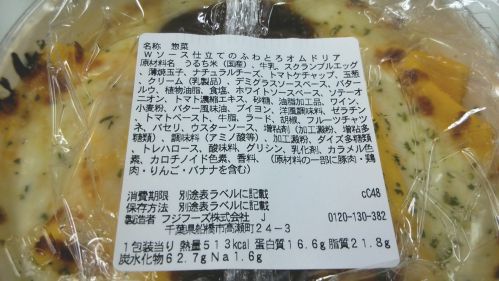 名称 惣菜
Wソース仕立てのふわとろオムドリア
原材料名 うるち米(国産)、牛乳、スクランブルエッグ
、薄焼玉子、ナチュラルチーズ、トマトケチャップ、玉葱
、クリーム(乳製品)、デミグラスソースベース、バター
ルウ、植物油脂、食塩、ホワイトソースベース、ソテーオ
ニオン、トマト濃縮エキス、砂糖、油脂加工品、ワイン、
小麦粉、バター風味油、ブイヨン、洋風調味料、ゼラチン
、トマトペースト、牛脂、ラード、胡椒、フルーツチャツ
ネ、パセリ、ウスターソース、増粘剤(加工澱粉、増粘多
糖類)、調味料(アミノ酸等)、加工澱粉、ダイズ多糖類
、トレハロース、酸味料、グリシン、乳化剤、カラメル色
素、カロチノイド色素、香料、(原材料の一部に豚肉・鶏
肉・りんご・バナナを含む)
消費期限 別途表ラベルに記載 cC48
保存方法 別途表ラベルに記載
製造者 フジフーズ株式会社 J 0120-130-382
千葉県船橋市高瀬町24-3
1包装当り 熱量513kcal 蛋白質16.6g 脂質21.8g
炭水化物62.7g Na1.6g